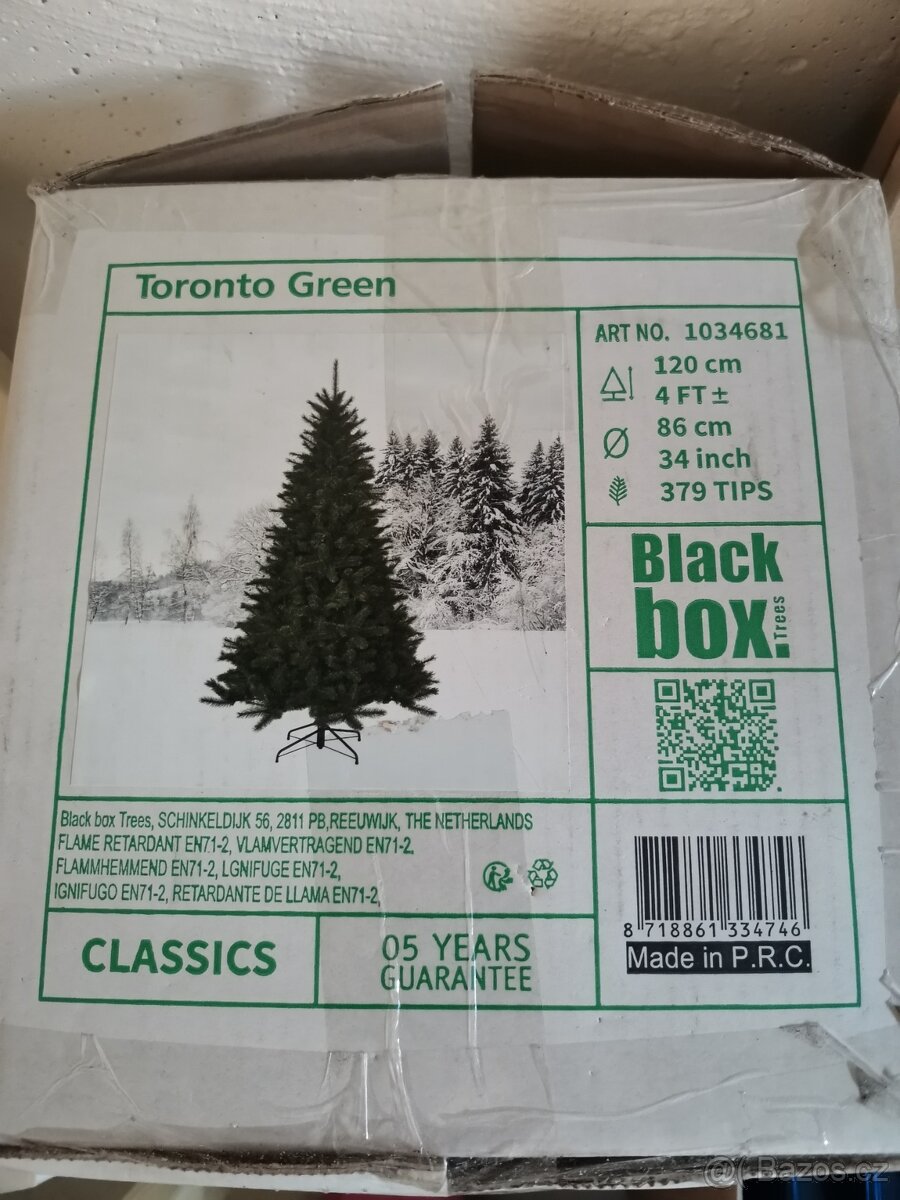 Toronto Green
ART NO. 1034681
120 cm
4 FT±
86 cm
34 inch
379 TIPS
Black
box.
Trees
Black box Trees, SCHINKELDIJK 56, 2811 PB,REEUWIJK, THE NETHERLANDS
FLAME RETARDANT EN71-2, VLAMVERTRAGEND EN71-2,
FLAMMHEMMEND EN71-2, LGNIFUGE EN71-2,
IGNIFUGO EN71-2, RETARDANTE DE LLAMA EN71-2,
CLASSICS
05 YEARS
GUARANTEE
8 718861 334746
Made in P.R.C.
Bazos.cz